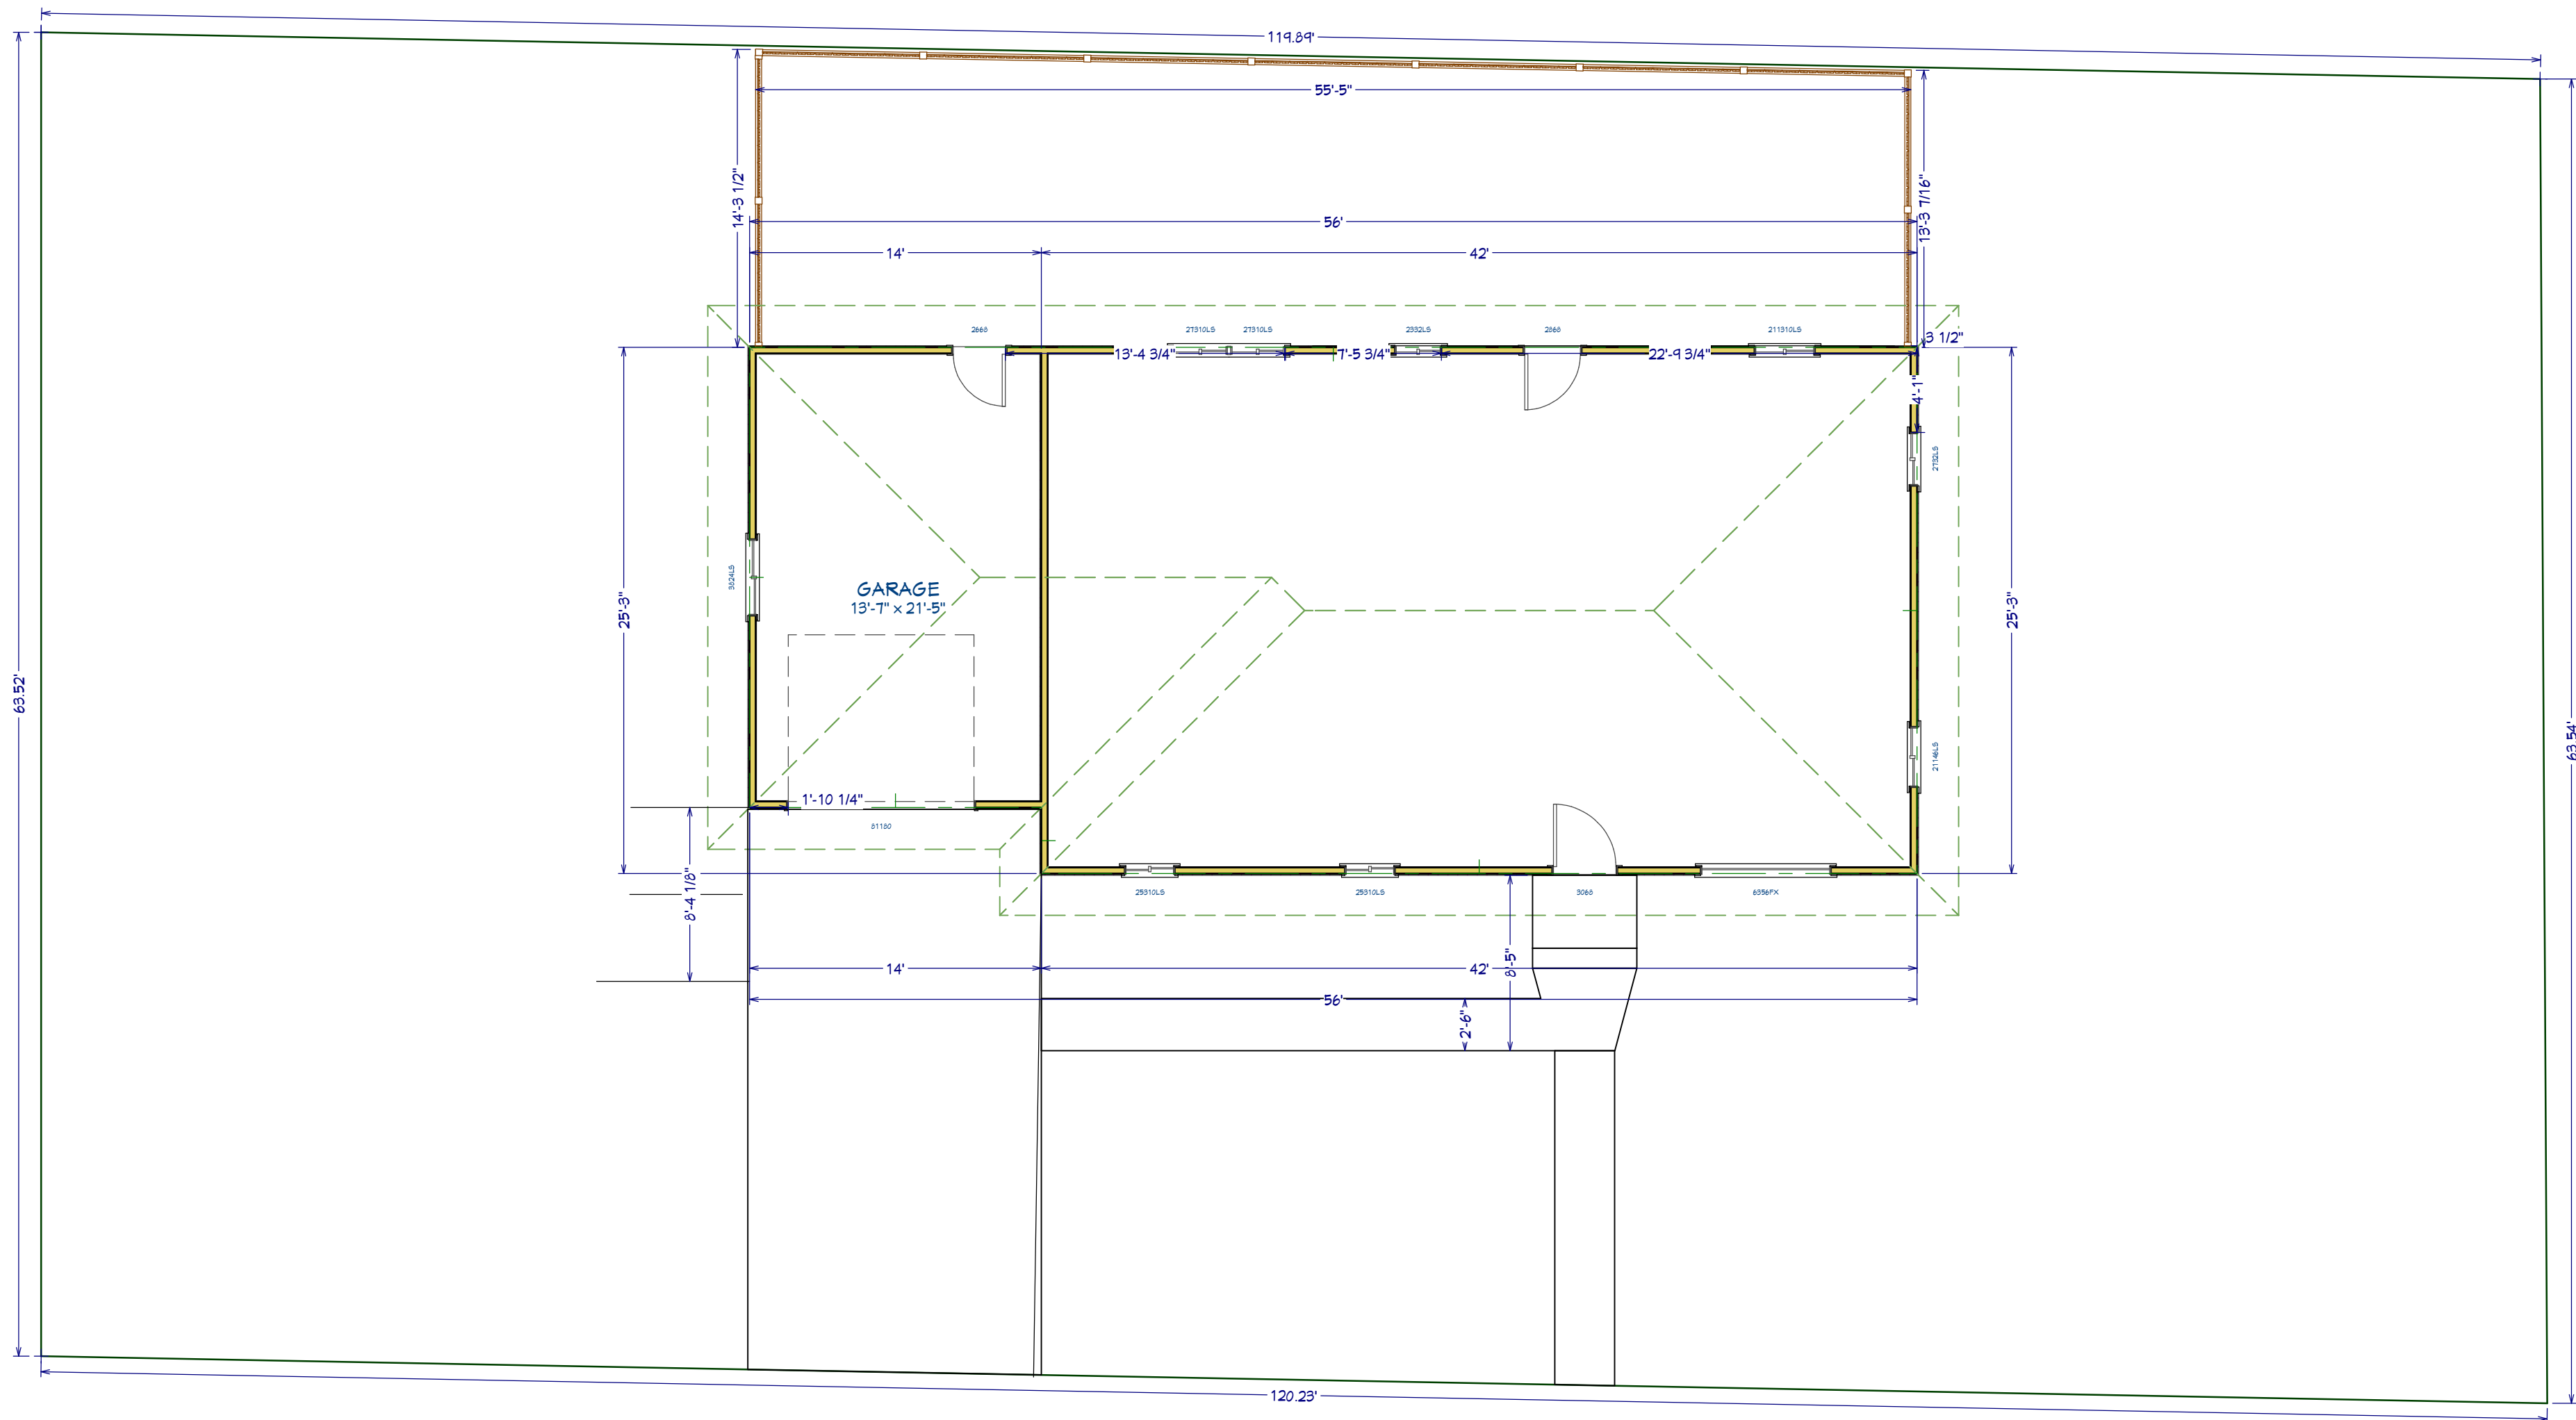 119.89'
55'-5"
14'-3 1/2"
13'-3 7/16"
56'
14'
42'
2668
27310LS
27310LS
2332LS
2868
211310LS
3 1/2"
13'-4 3/4"
7'-5 3/4"
22'-9 3/4"
4'-1"
2732LS
3824LS
GARAGE
13'-7" x 21'-5"
25'-3"
25'-3"
63.52'
63.54'
21148LS
1'-10 1/4"
81180
8'-4 1/8"
25310LS
25310LS
3068
6356FX
14'
42'
8'-5"
56'
2'-6"
120.23'